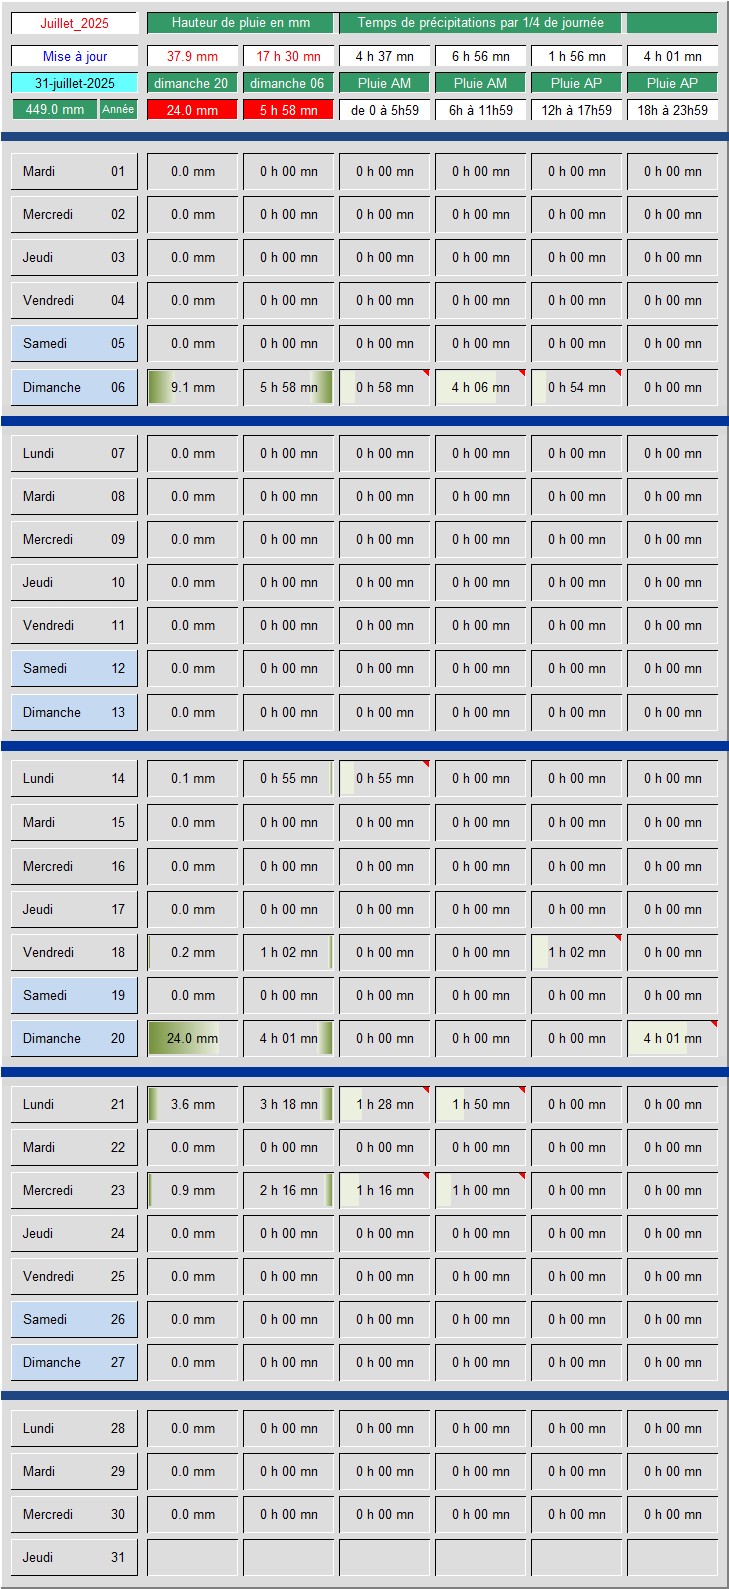 Juillet_2025 Hauteur de pluie en mm Temps de précipitations par 1/4 de journée
Mise à jour 37.9 mm 17 h 30 mn 4 h 37 mn 6 h 56 mn 1 h 56 mn 4 h 01 mn
31-juillet-2025 dimanche 20 dimanche 06 Pluie AM Pluie AM Pluie AP Pluie AP
449.0 mm Année 24.0 mm 5 h 58 mn de 0 à 5h59 6h à 11h59 12h à 17h59 18h à 23h59
Mardi 01 0.0 mm 0 h 00 mn 0 h 00 mn 0 h 00 mn 0 h 00 mn 0 h 00 mn
Mercredi 02 0.0 mm 0 h 00 mn 0 h 00 mn 0 h 00 mn 0 h 00 mn 0 h 00 mn
Jeudi 03 0.0 mm 0 h 00 mn 0 h 00 mn 0 h 00 mn 0 h 00 mn 0 h 00 mn
Vendredi 04 0.0 mm 0 h 00 mn 0 h 00 mn 0 h 00 mn 0 h 00 mn 0 h 00 mn
Samedi 05 0.0 mm 0 h 00 mn 0 h 00 mn 0 h 00 mn 0 h 00 mn 0 h 00 mn
Dimanche 06 9.1 mm 5 h 58 mn 0 h 58 mn 4 h 06 mn 0 h 54 mn 0 h 00 mn
Lundi 07 0.0 mm 0 h 00 mn 0 h 00 mn 0 h 00 mn 0 h 00 mn 0 h 00 mn
Mardi 08 0.0 mm 0 h 00 mn 0 h 00 mn 0 h 00 mn 0 h 00 mn 0 h 00 mn
Mercredi 09 0.0 mm 0 h 00 mn 0 h 00 mn 0 h 00 mn 0 h 00 mn 0 h 00 mn
Jeudi 10 0.0 mm 0 h 00 mn 0 h 00 mn 0 h 00 mn 0 h 00 mn 0 h 00 mn
Vendredi 11 0.0 mm 0 h 00 mn 0 h 00 mn 0 h 00 mn 0 h 00 mn 0 h 00 mn
Samedi 12 0.0 mm 0 h 00 mn 0 h 00 mn 0 h 00 mn 0 h 00 mn 0 h 00 mn
Dimanche 13 0.0 mm 0 h 00 mn 0 h 00 mn 0 h 00 mn 0 h 00 mn 0 h 00 mn
Lundi 14 0.1 mm 0 h 55 mn 0 h 55 mn 0 h 00 mn 0 h 00 mn 0 h 00 mn
Mardi 15 0.0 mm 0 h 00 mn 0 h 00 mn 0 h 00 mn 0 h 00 mn 0 h 00 mn
Mercredi 16 0.0 mm 0 h 00 mn 0 h 00 mn 0 h 00 mn 0 h 00 mn 0 h 00 mn
Jeudi 17 0.0 mm 0 h 00 mn 0 h 00 mn 0 h 00 mn 0 h 00 mn 0 h 00 mn
Vendredi 18 0.2 mm 1 h 02 mn 0 h 00 mn 0 h 00 mn 1 h 02 mn 0 h 00 mn
Samedi 19 0.0 mm 0 h 00 mn 0 h 00 mn 0 h 00 mn 0 h 00 mn 0 h 00 mn
Dimanche 20 24.0 mm 4 h 01 mn 0 h 00 mn 0 h 00 mn 0 h 00 mn 4 h 01 mn
Lundi 21 3.6 mm 3 h 18 mn 1 h 28 mn 1 h 50 mn 0 h 00 mn 0 h 00 mn
Mardi 22 0.0 mm 0 h 00 mn 0 h 00 mn 0 h 00 mn 0 h 00 mn 0 h 00 mn
Mercredi 23 0.9 mm 2 h 16 mn 1 h 16 mn 1 h 00 mn 0 h 00 mn 0 h 00 mn
Jeudi 24 0.0 mm 0 h 00 mn 0 h 00 mn 0 h 00 mn 0 h 00 mn 0 h 00 mn
Vendredi 25 0.0 mm 0 h 00 mn 0 h 00 mn 0 h 00 mn 0 h 00 mn 0 h 00 mn
Samedi 26 0.0 mm 0 h 00 mn 0 h 00 mn 0 h 00 mn 0 h 00 mn 0 h 00 mn
Dimanche 27 0.0 mm 0 h 00 mn 0 h 00 mn 0 h 00 mn 0 h 00 mn 0 h 00 mn
Lundi 28 0.0 mm 0 h 00 mn 0 h 00 mn 0 h 00 mn 0 h 00 mn 0 h 00 mn
Mardi 29 0.0 mm 0 h 00 mn 0 h 00 mn 0 h 00 mn 0 h 00 mn 0 h 00 mn
Mercredi 30 0.0 mm 0 h 00 mn 0 h 00 mn 0 h 00 mn 0 h 00 mn 0 h 00 mn
Jeudi 31